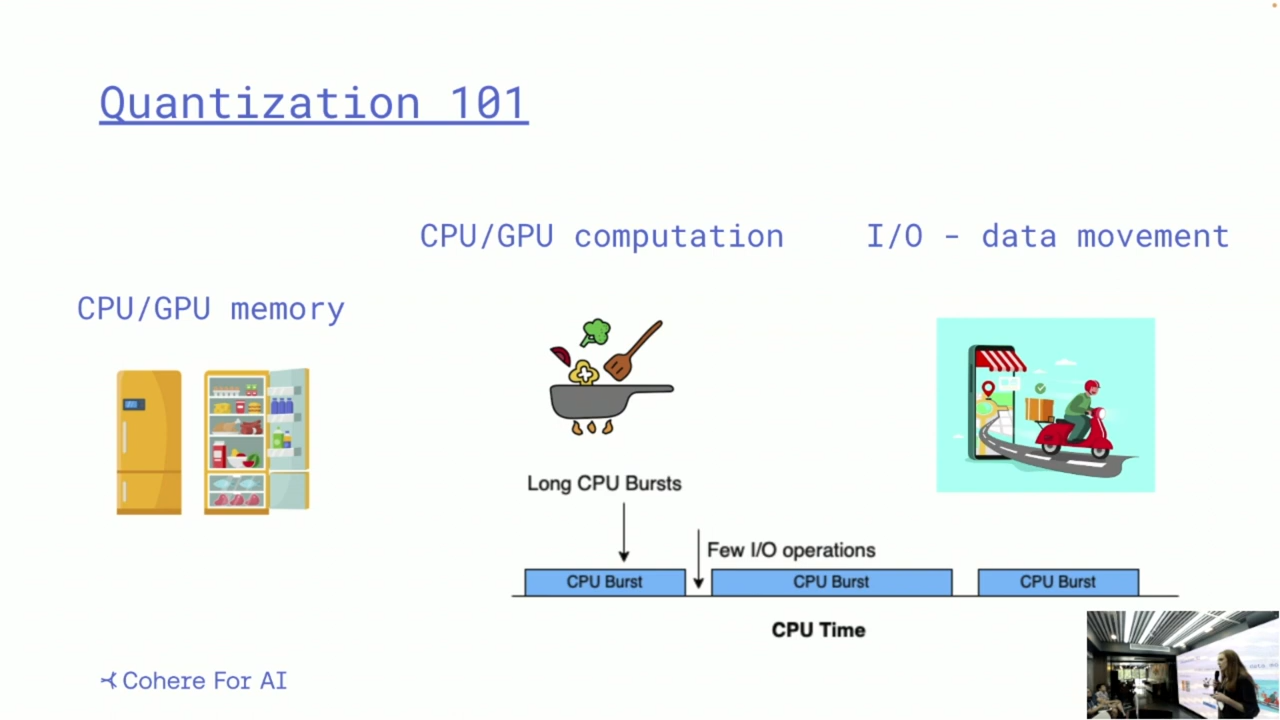 Quantization 101
CPU/GPU computation
I/O - data movement
CPU/GPU memory
Long CPU Bursts
Few I/O operations
CPU Burst
CPU Burst
CPU Burst
CPU Time
Cohere For AI